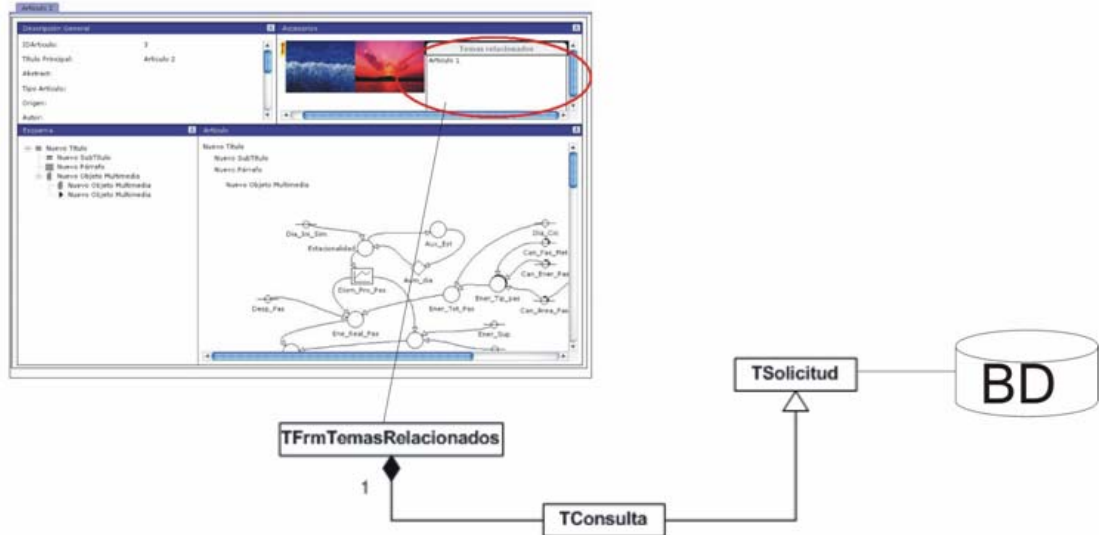 Artículo 2
Descripción General
IDArtículo: 3
Título Principal: Artículo 2
Abstract:
Tipo Artículo:
Origen:
Autor:
Accesorios
Temas relacionados
Artículo 1
Esquema
Nuevo Título
Nuevo SubTítulo
Nuevo Párrafo
Nuevo Objeto Multimedia
Nuevo Objeto Multimedia
Nuevo Objeto Multimedia
Artículo
Nuevo Título
Nuevo SubTítulo
Nuevo Párrafo
Nuevo Objeto Multimedia
Dia_Ini_Sim
Estacionalidad
Aux_Est
Dia_Cic
Can_Fas_Met
Can_Ener_Pas
Can_Area_Pas
Ener_Tip_pas
Ener_Tot_Pas
Desp_Pas
Ene_Real_Pas
Ener_Sup
TSolicitud
BD
TFrmTemasRelacionados
1
TConsulta